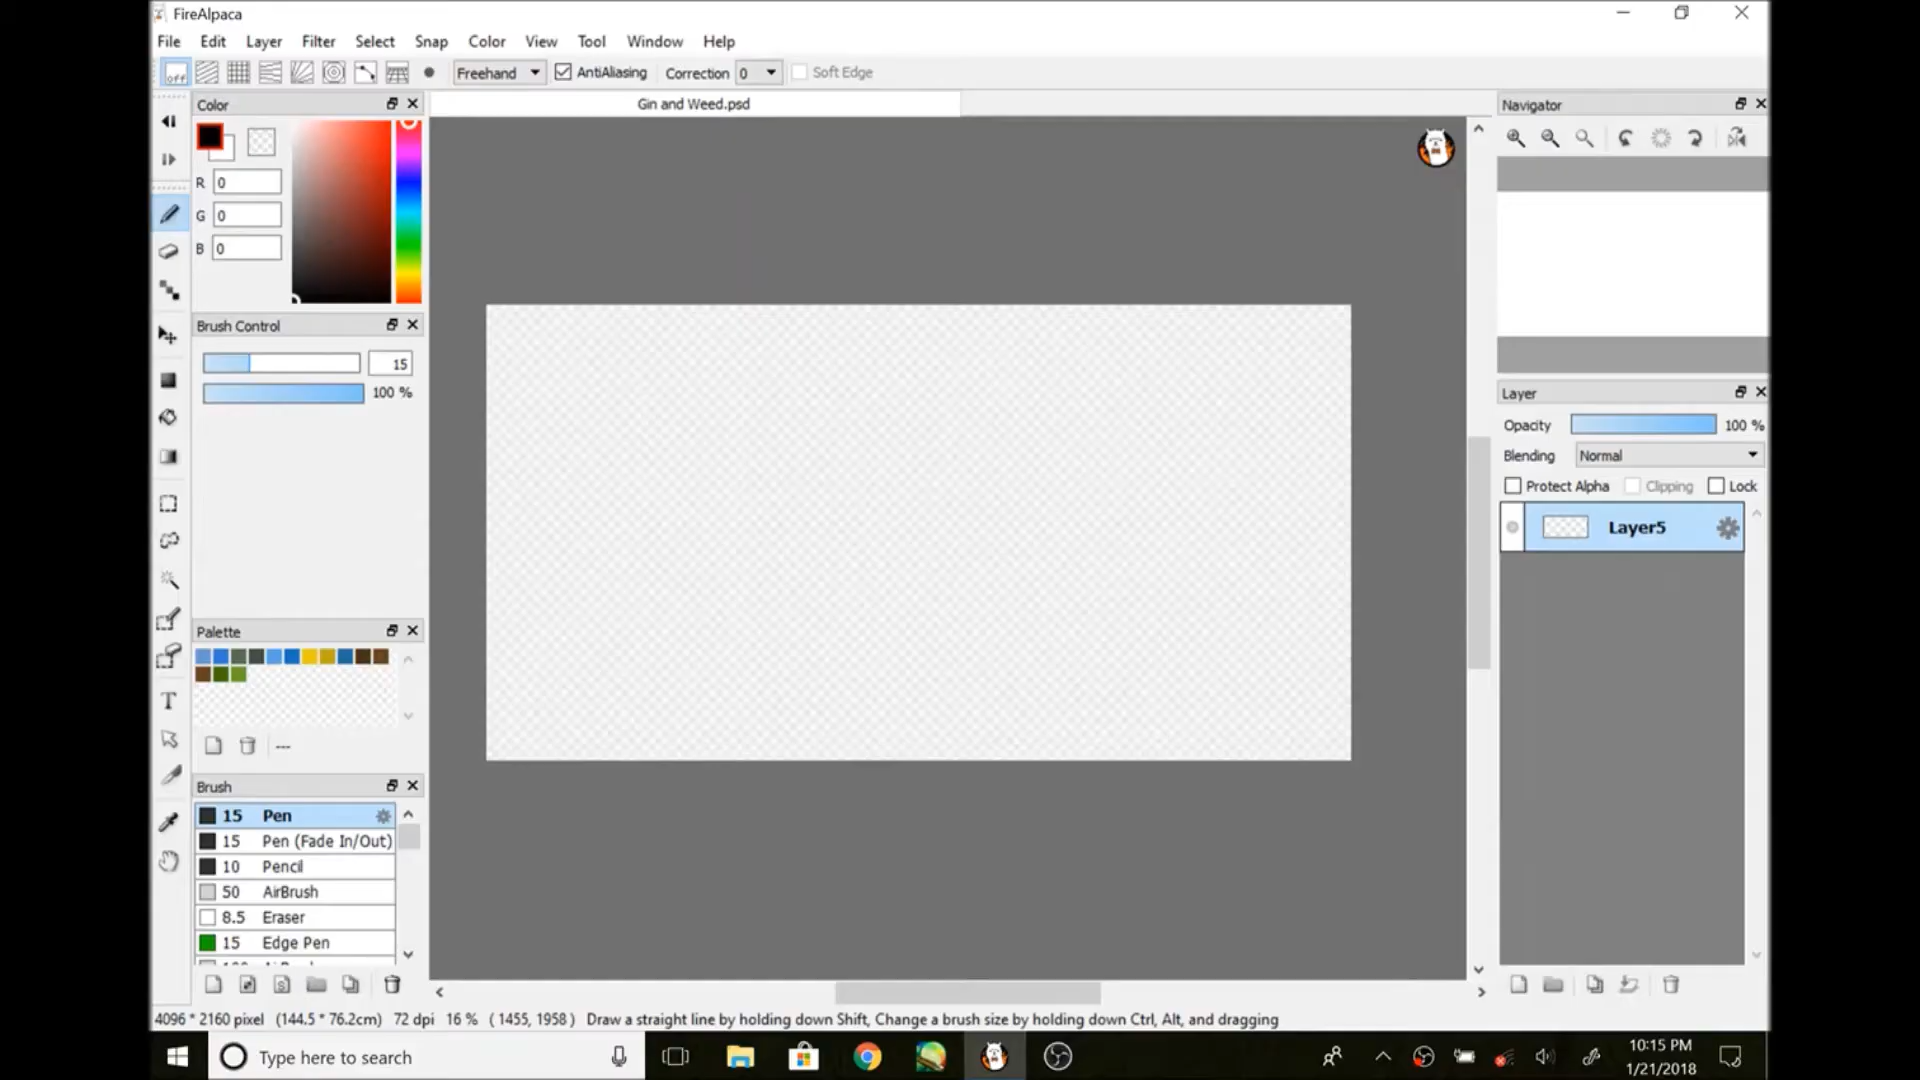 FireAlpaca
File Edit Layer Filter Select Snap Color View Tool Window Help
off Freehand AntiAliasing Correction 0 Soft Edge
Color
R 0
G 0
B 0
Brush Control
15
100 %
Palette
---
Brush
15 Pen
15 Pen (Fade In/Out)
10 Pencil
50 AirBrush
8.5 Eraser
15 Edge Pen
Gin and Weed.psd
Navigator
Layer
Opacity 100 %
Blending Normal
Protect Alpha Clipping Lock
Layer5
4096 * 2160 pixel (144.5 * 76.2cm) 72 dpi 16 % ( 1455, 1958 ) Draw a straight line by holding down Shift, Change a brush size by holding down Ctrl, Alt, and dragging
Type here to search
10:15 PM
1/21/2018